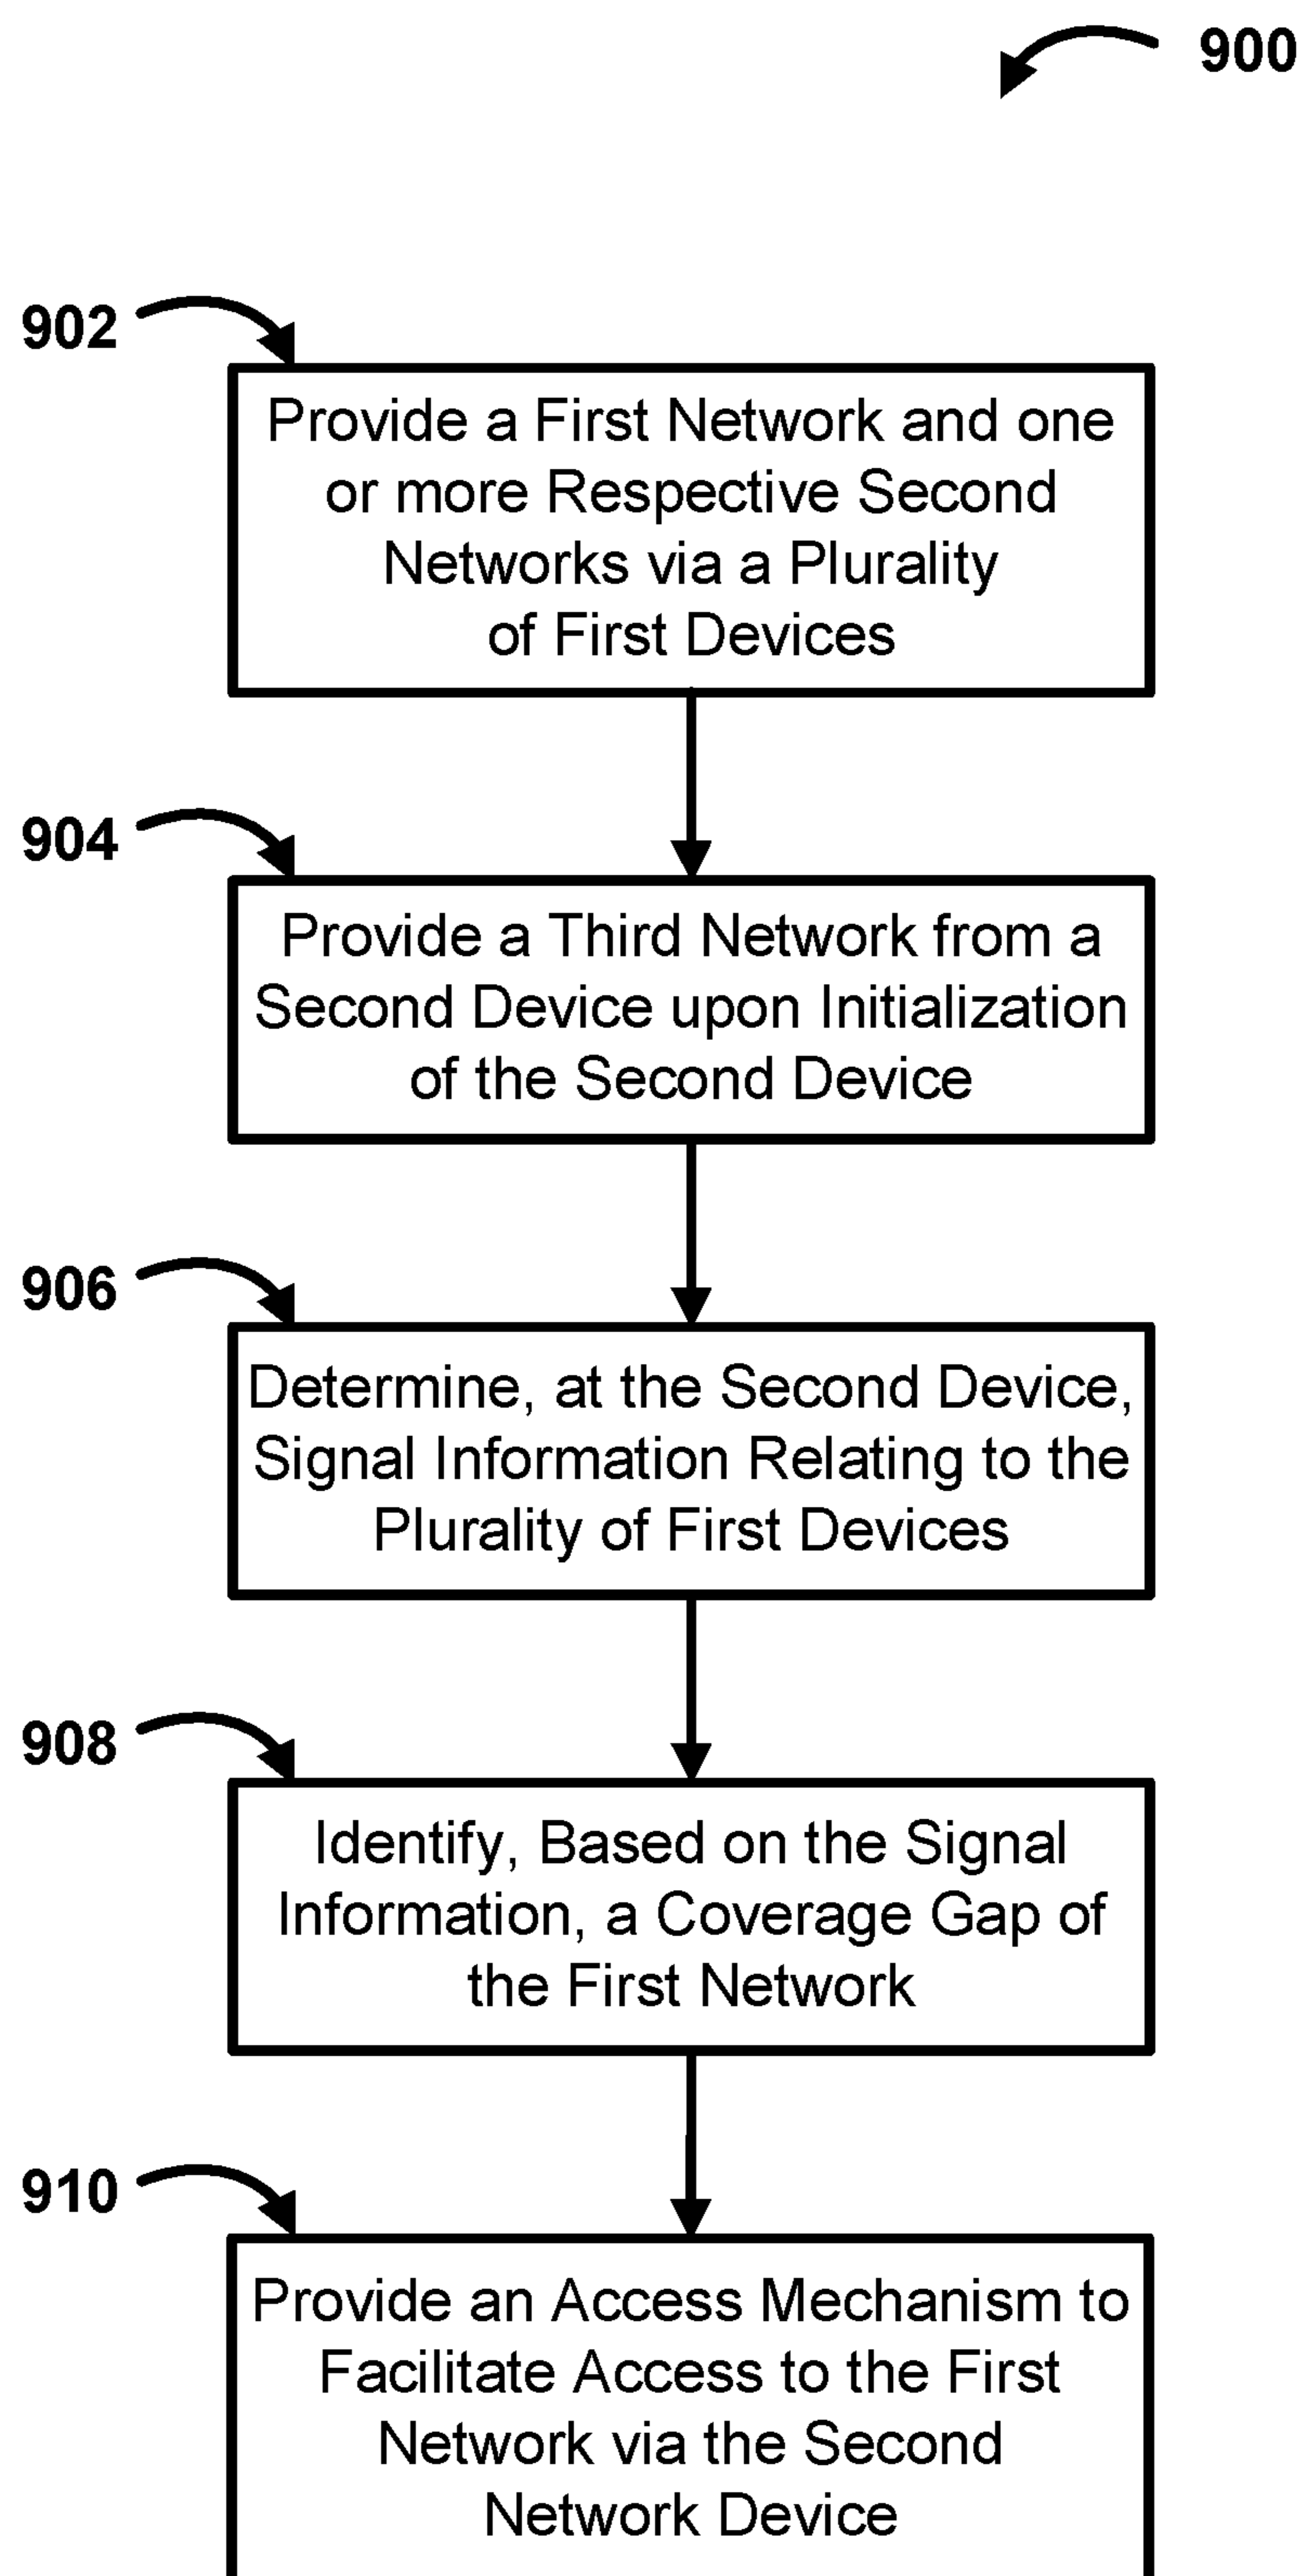 900
902
Provide a First Network and one
or more Respective Second
Networks via a Plurality
of First Devices
904
Provide a Third Network from a
Second Device upon Initialization
of the Second Device
906
Determine, at the Second Device,
Signal Information Relating to the
Plurality of First Devices
908
Identify, Based on the Signal
Information, a Coverage Gap of
the First Network
910
Provide an Access Mechanism to
Facilitate Access to the First
Network via the Second
Network Device